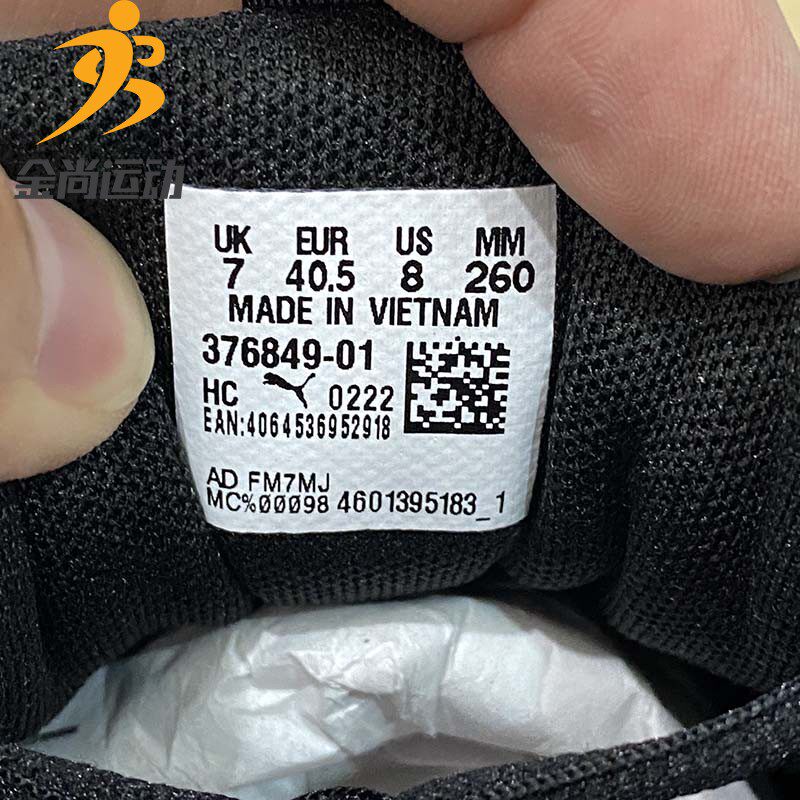 金尚运动
UK EUR US MM
7 40.5 8 260
MADE IN VIETNAM
376849-01
HC 0222
EAN:4064536952918
AD FM7MJ
MC%ØØØ98 4601395183_1